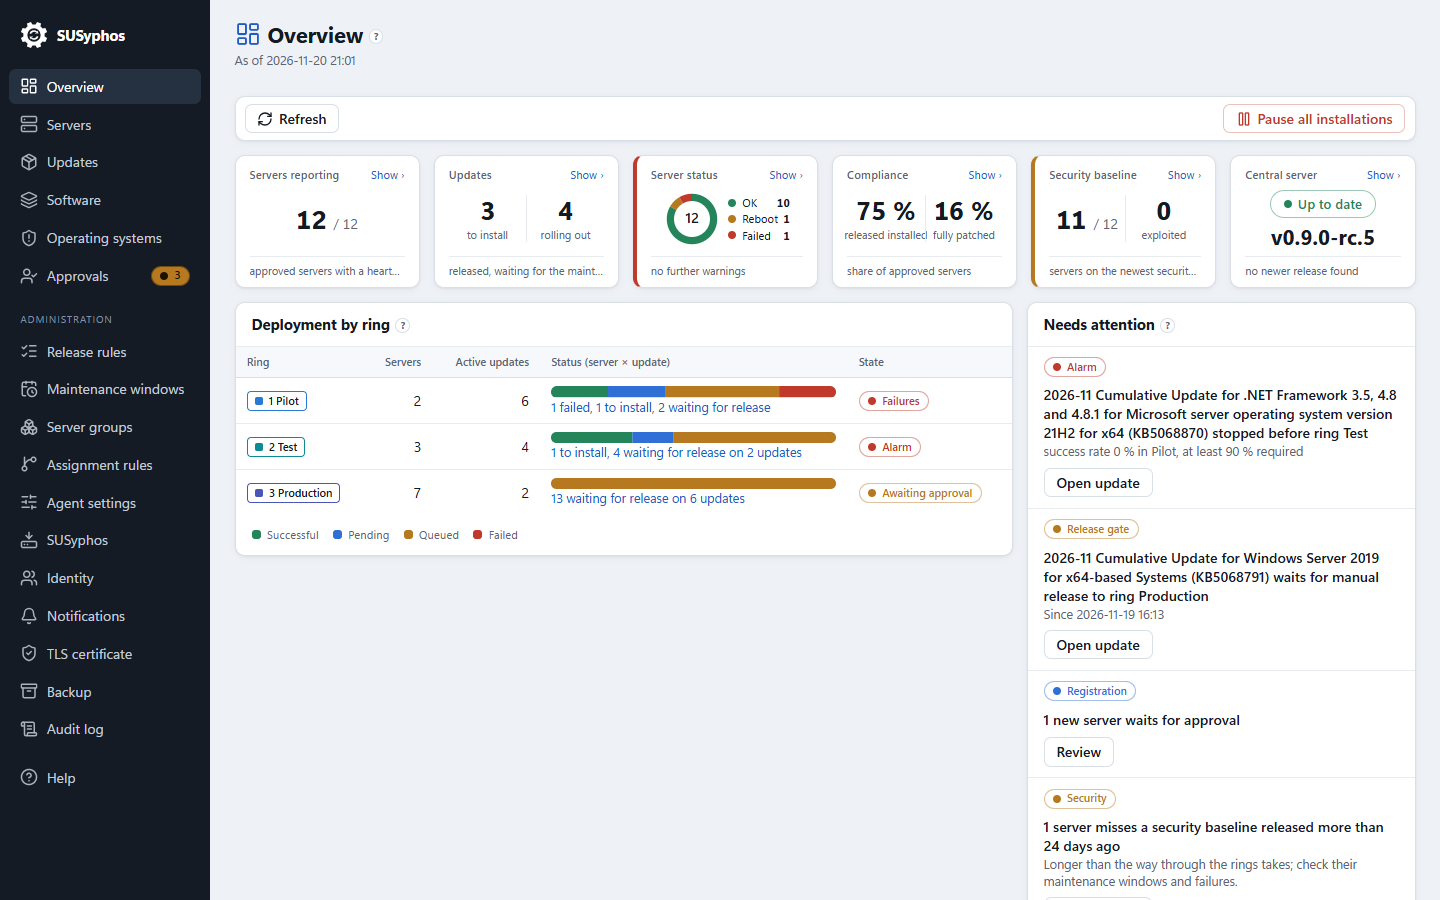 SUSyphos
Overview
Servers
Updates
Software
Operating systems
Approvals
3
ADMINISTRATION
Release rules
Maintenance windows
Server groups
Assignment rules
Agent settings
SUSyphos
Identity
Notifications
TLS certificate
Backup
Audit log
Help
Overview ?
As of 2026-11-20 21:01
Refresh
Pause all installations
Servers reporting Show ›
12 / 12
approved servers with a heart...
Updates Show ›
3 4
to install rolling out
released, waiting for the maint...
Server status Show ›
12
OK 10
Reboot 1
Failed 1
no further warnings
Compliance Show ›
75 % 16 %
released installed fully patched
share of approved servers
Security baseline Show ›
11 / 12 0
exploited
servers on the newest securit...
Central server Show ›
Up to date
v0.9.0-rc.5
no newer release found
Deployment by ring ?
Ring Servers Active updates Status (server × update) State
1 Pilot 2 6 Failures
1 failed, 1 to install, 2 waiting for release
2 Test 3 4 Alarm
1 to install, 4 waiting for release on 2 updates
3 Production 7 2 Awaiting approval
13 waiting for release on 6 updates
Successful Pending Queued Failed
Needs attention ?
Alarm
2026-11 Cumulative Update for .NET Framework 3.5, 4.8
and 4.8.1 for Microsoft server operating system version
21H2 for x64 (KB5068870) stopped before ring Test
success rate 0 % in Pilot, at least 90 % required
Open update
Release gate
2026-11 Cumulative Update for Windows Server 2019
for x64-based Systems (KB5068791) waits for manual
release to ring Production
Since 2026-11-19 16:13
Open update
Registration
1 new server waits for approval
Review
Security
1 server misses a security baseline released more than
24 days ago
Longer than the way through the rings takes; check their
maintenance windows and failures.